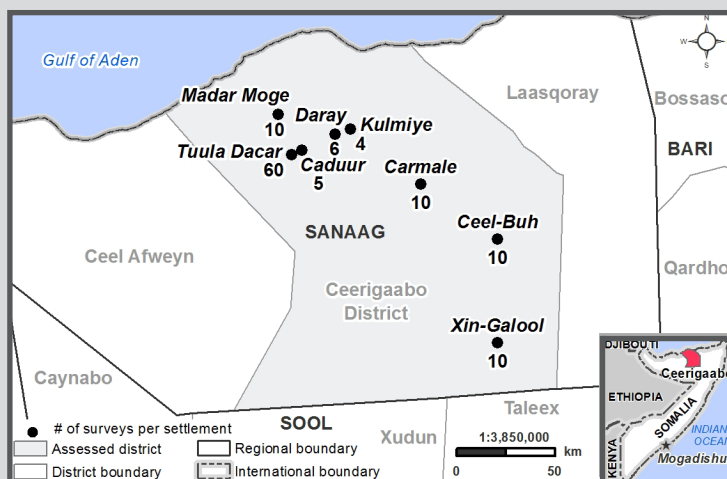 N
W
S
Gulf of Aden
Laasqoray
Bossaso
BARI
Madar Moge
10
Daray
6
Kulmiye
4
Tuula Dacar
60
Caduur
5
Carmale
10
SANAAG
Ceel-Buh
10
Ceel Afweyn
Qardho
Ceerigaabo
District
Xin-Galool
10
Caynabo
DJIBOUTI
Ceerigaabo
ETHIOPIA
SOMALIA
INDIAN
OCEAN
KENYA
Mogadishu
Taleex
SOOL
Xudun
# of surveys per settlement
Assessed district
Regional boundary
District boundary
International boundary
1:3,850,000
km
0
50